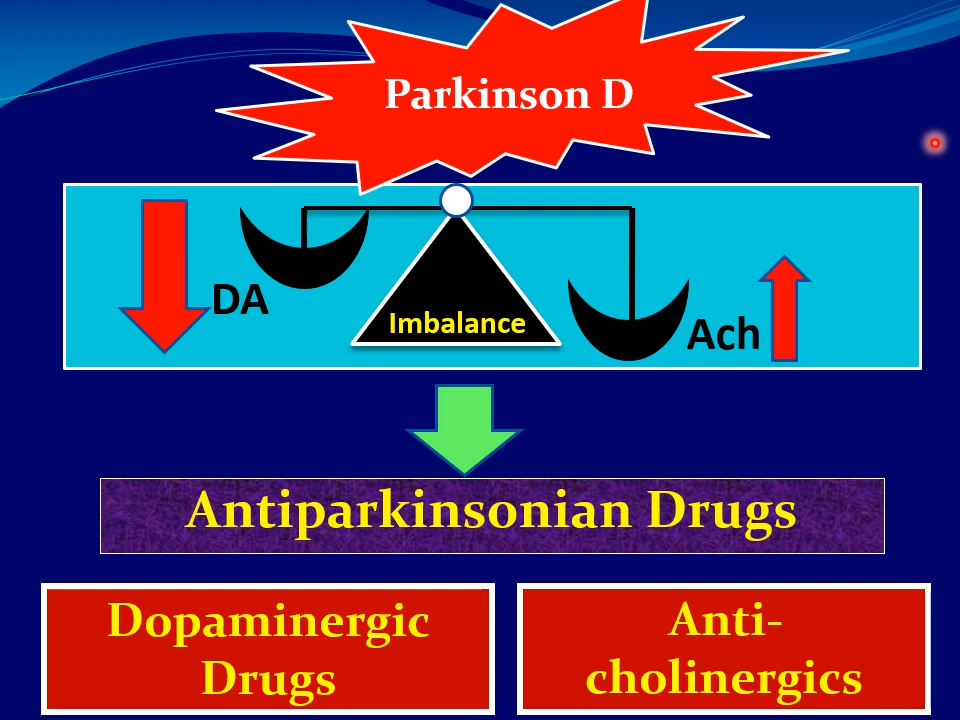 Parkinson D
DA
Imbalance
Ach
Antiparkinsonian Drugs
Dopaminergic
Drugs
Anti-
cholinergics